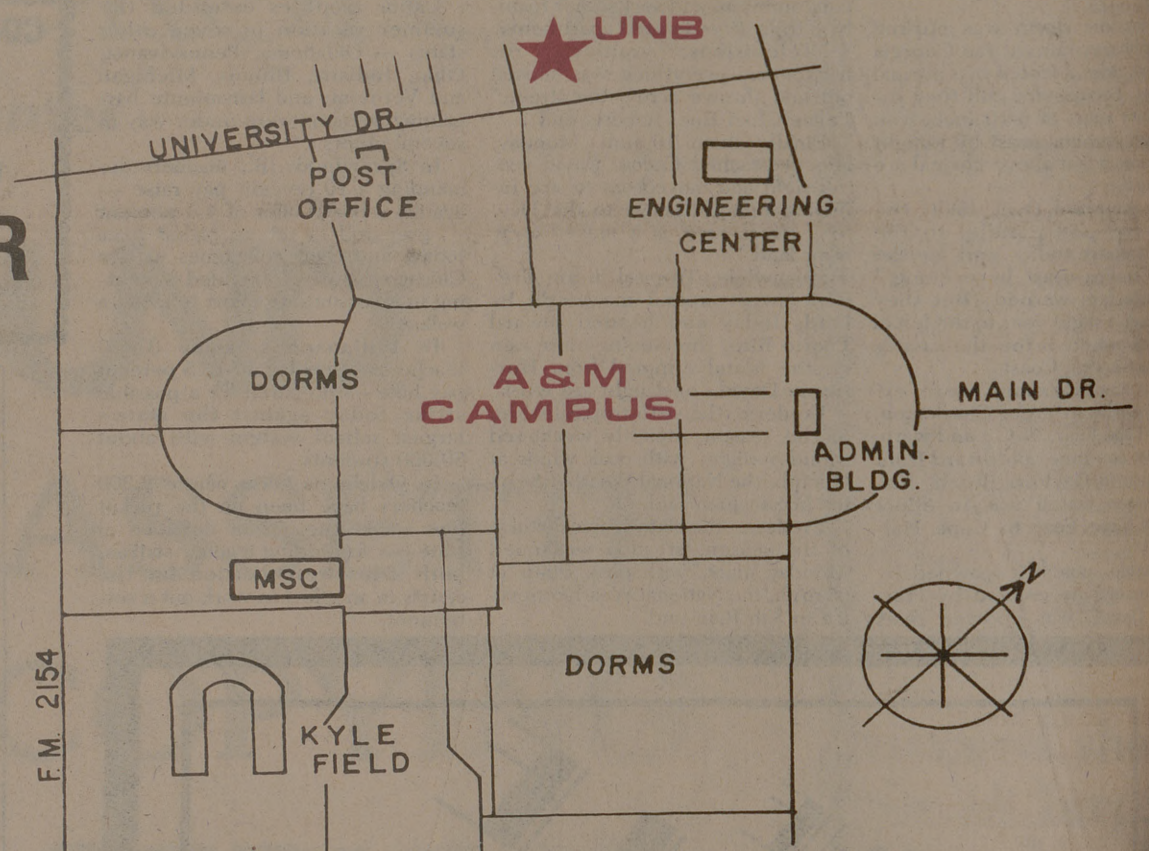 UNB
UNIVERSITY DR.
POST
OFFICE
ENGINEERING
CENTER
R
DORMS
A & M
CAMPUS
MAIN DR.
ADMIN.
BLDG.
MSC
N
F.M. 2154
DORMS
KYLE
FIELD